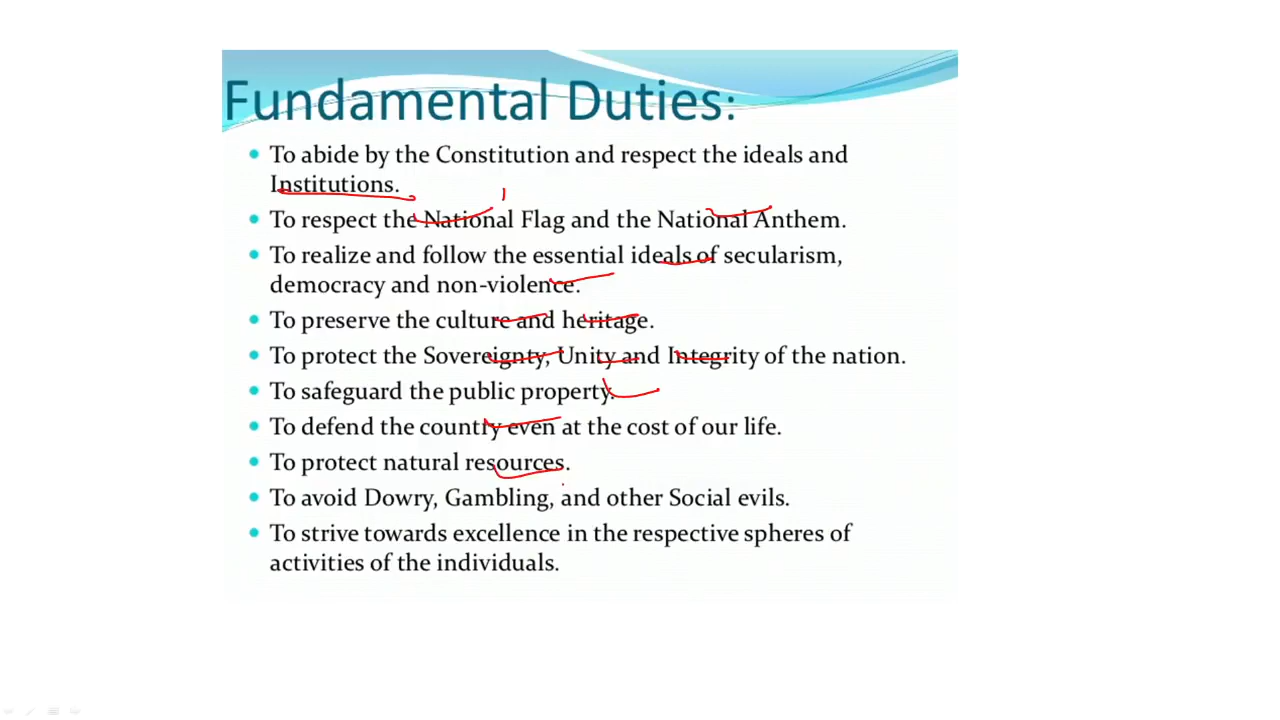 Fundamental Duties:
• To abide by the Constitution and respect the ideals and
Institutions.
• To respect the National Flag and the National Anthem.
• To realize and follow the essential ideals of secularism,
democracy and non-violence.
• To preserve the culture and heritage.
• To protect the Sovereignty, Unity and Integrity of the nation.
• To safeguard the public property.
• To defend the country even at the cost of our life.
• To protect natural resources.
• To avoid Dowry, Gambling, and other Social evils.
• To strive towards excellence in the respective spheres of
activities of the individuals.